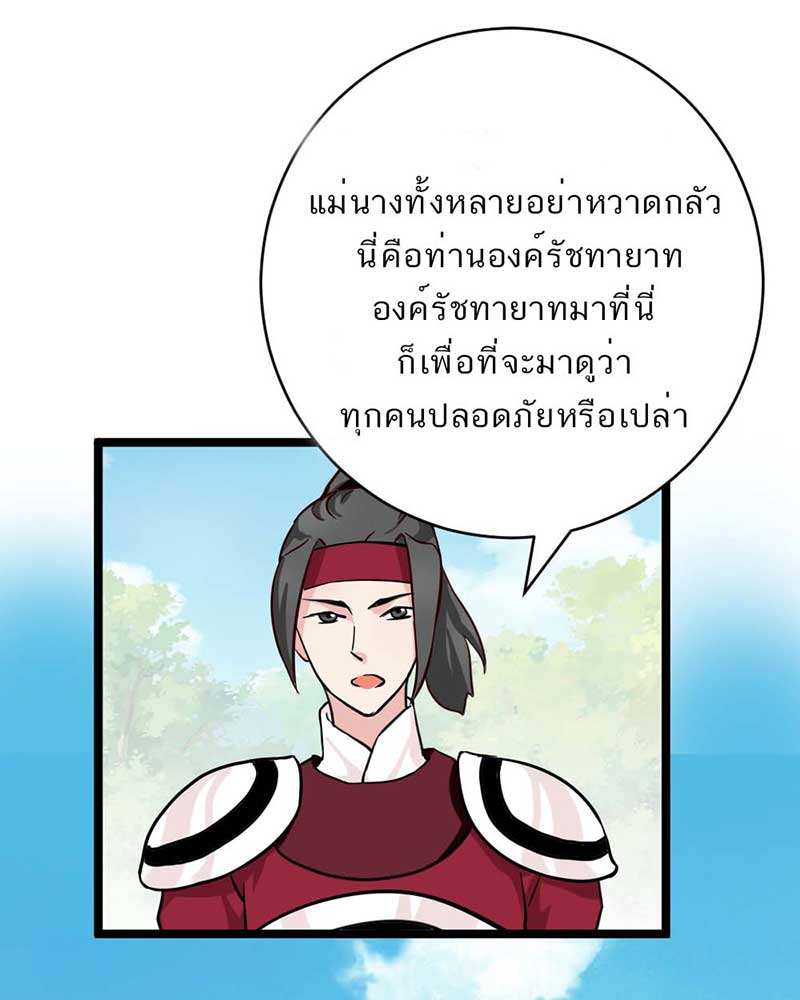 แม่นางทั้งหลายอย่าหวาดกลัว
นี่คือท่านองค์รัชทายาท
องค์รัชทายาทมาที่นี่
ก็เพื่อที่จะมาดูว่า
ทุกคนปลอดภัยหรือเปล่า